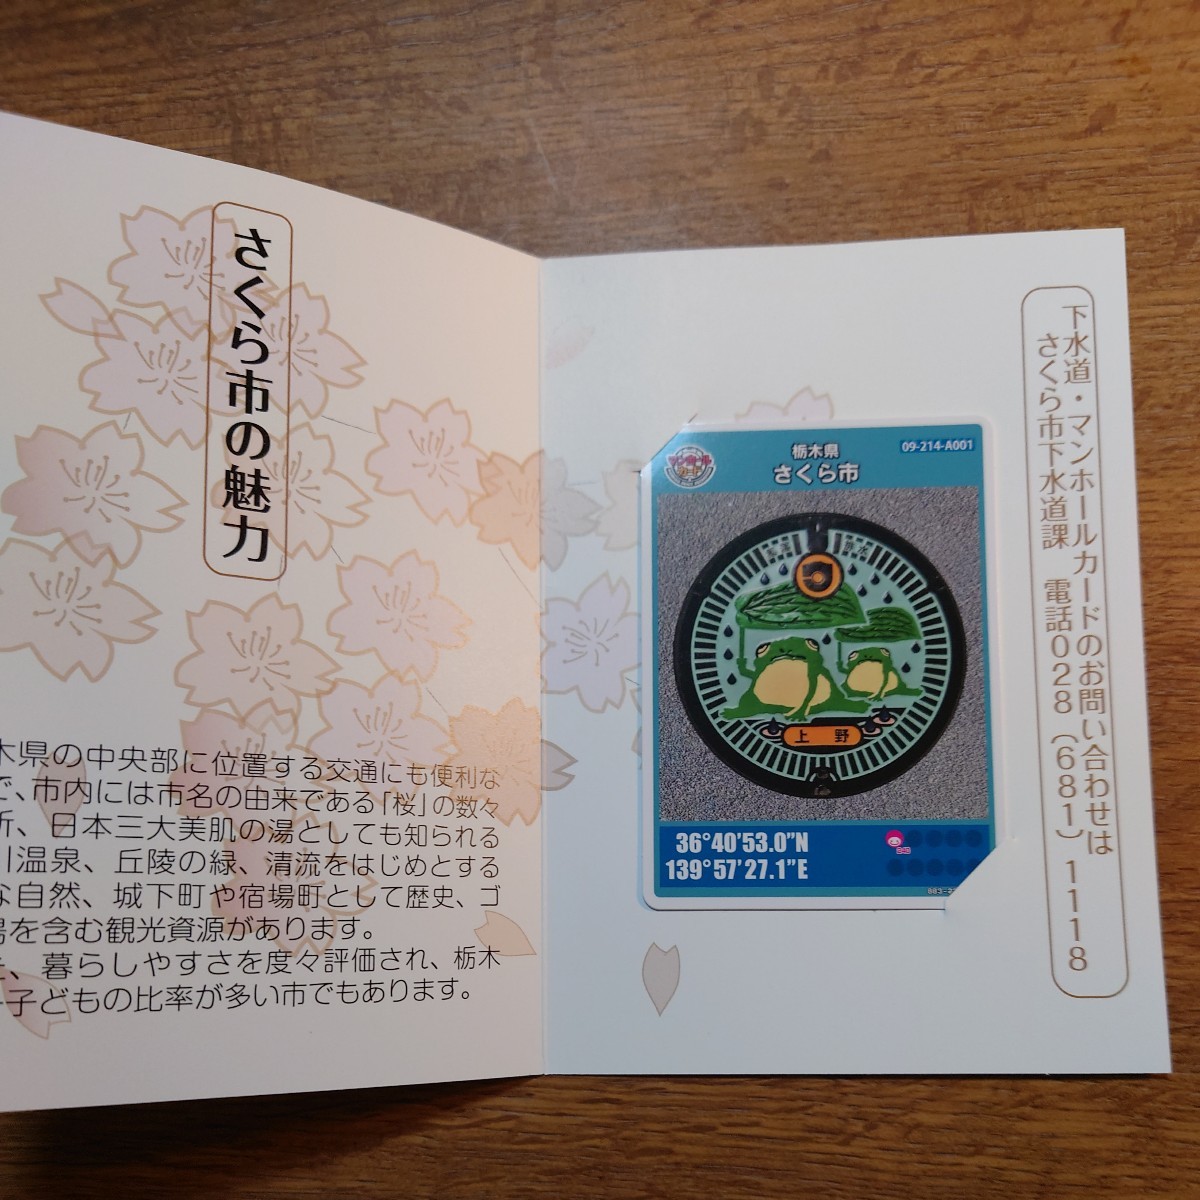 さくら市の魅力
木県の中央部に位置する交通にも便利な
で、市内には市名の由来である「桜」の数々
所、日本三大美肌の湯としても知られる
川温泉、丘陵の緑、清流をはじめとする
な自然、城下町や宿場町として歴史、ゴ
場を含む観光資源があります。
た、暮らしやすさを度々評価され、栃木
子どもの比率が多い市でもあります。
下水道・マンホールカードのお問い合わせは
さくら市下水道課　電話028（681）1118
マンホールカード
栃木県
さくら市
09-214-A001
上野
36°40'53.0"N
139°57'27.1"E